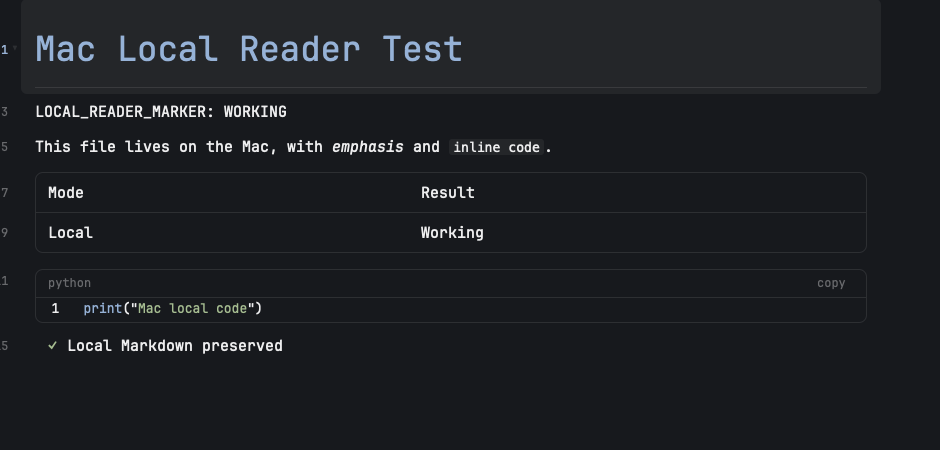 1 Mac Local Reader Test
3 LOCAL_READER_MARKER: WORKING
5 This file lives on the Mac, with emphasis and inline code.
7 Mode Result
9 Local Working
1 python copy
1 print("Mac local code")
5 ✓ Local Markdown preserved